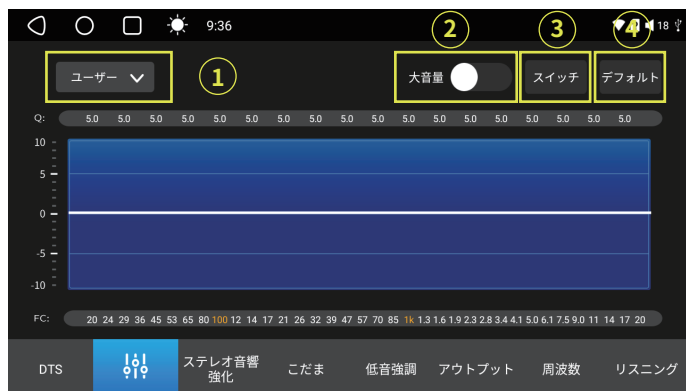 9:36 ② ③ ④ 18
ユーザー ① 大音量 スイッチ デフォルト
Q: 5.0 5.0 5.0 5.0 5.0 5.0 5.0 5.0 5.0 5.0 5.0 5.0 5.0 5.0 5.0 5.0 5.0 5.0
10
5
0
-5
-10
FC: 20 24 29 36 45 53 65 80 100 12 14 17 21 26 32 39 47 57 70 85 1k 1.3 1.6 1.9 2.3 2.8 3.4 4.1 5.0 6.1 7.5 9.0 11 14 17 20
DTS ステレオ音響 こだま 低音強調 アウトプット 周波数 リスニング
強化